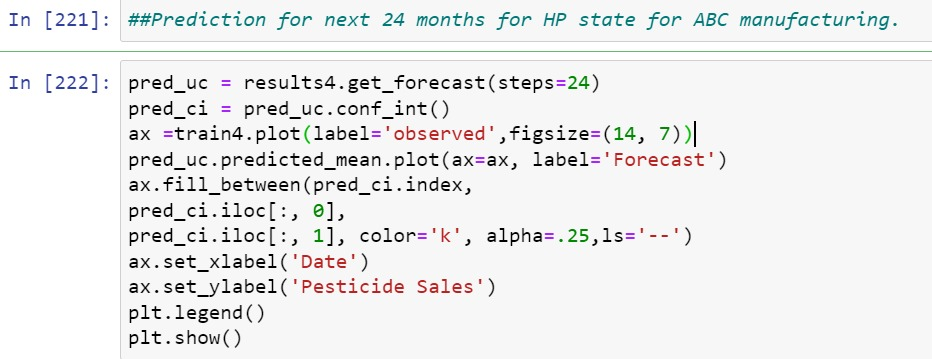 In [221]: ##Prediction for next 24 months for HP state for ABC manufacturing.
In [222]: pred_uc = results4.get_forecast(steps=24)
pred_ci = pred_uc.conf_int()
ax =train4.plot(label='observed',figsize=(14, 7))
pred_uc.predicted_mean.plot(ax=ax, label='Forecast')
ax.fill_between(pred_ci.index,
pred_ci.iloc[:, 0],
pred_ci.iloc[:, 1], color='k', alpha=.25,ls='--')
ax.set_xlabel('Date')
ax.set_ylabel('Pesticide Sales')
plt.legend()
plt.show()